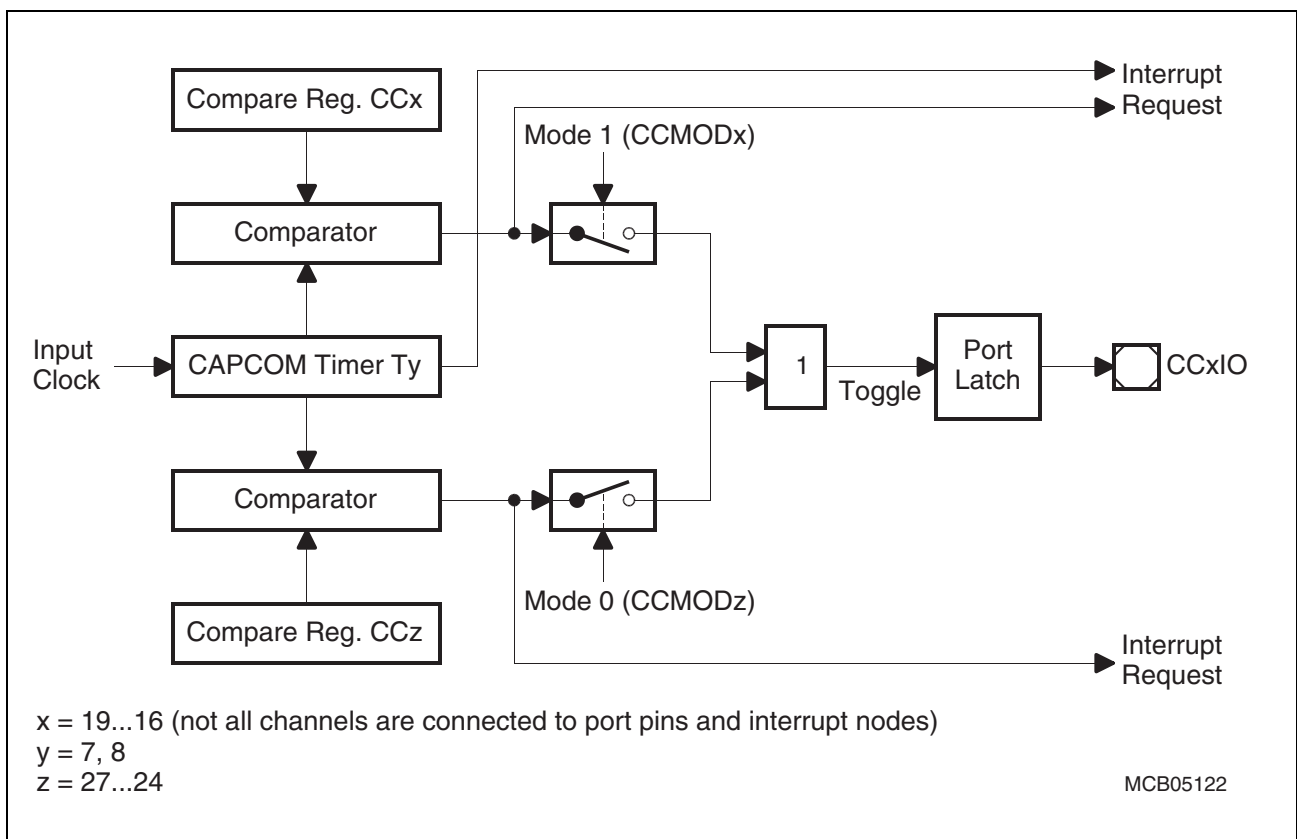 Compare Reg. CCx
Interrupt
Request
Mode 1 (CCMODx)
Comparator
Input
Clock
CAPCOM Timer Ty
1
Toggle
Port
Latch
CCxIO
Comparator
Mode 0 (CCMODz)
Compare Reg. CCz
Interrupt
Request
x = 19...16 (not all channels are connected to port pins and interrupt nodes)
y = 7, 8
z = 27...24
MCB05122